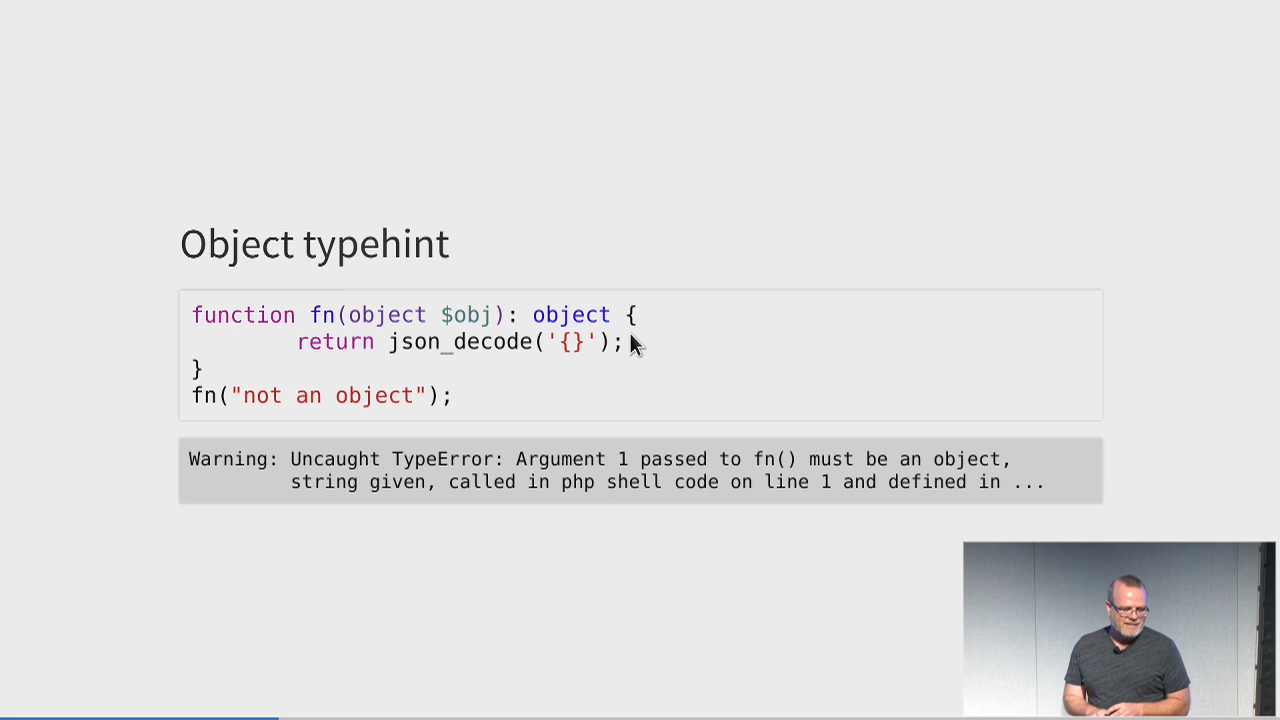 Object typehint
function fn(object $obj): object {
        return json_decode('{}');
}
fn("not an object");
Warning: Uncaught TypeError: Argument 1 passed to fn() must be an object,
         string given, called in php shell code on line 1 and defined in ...